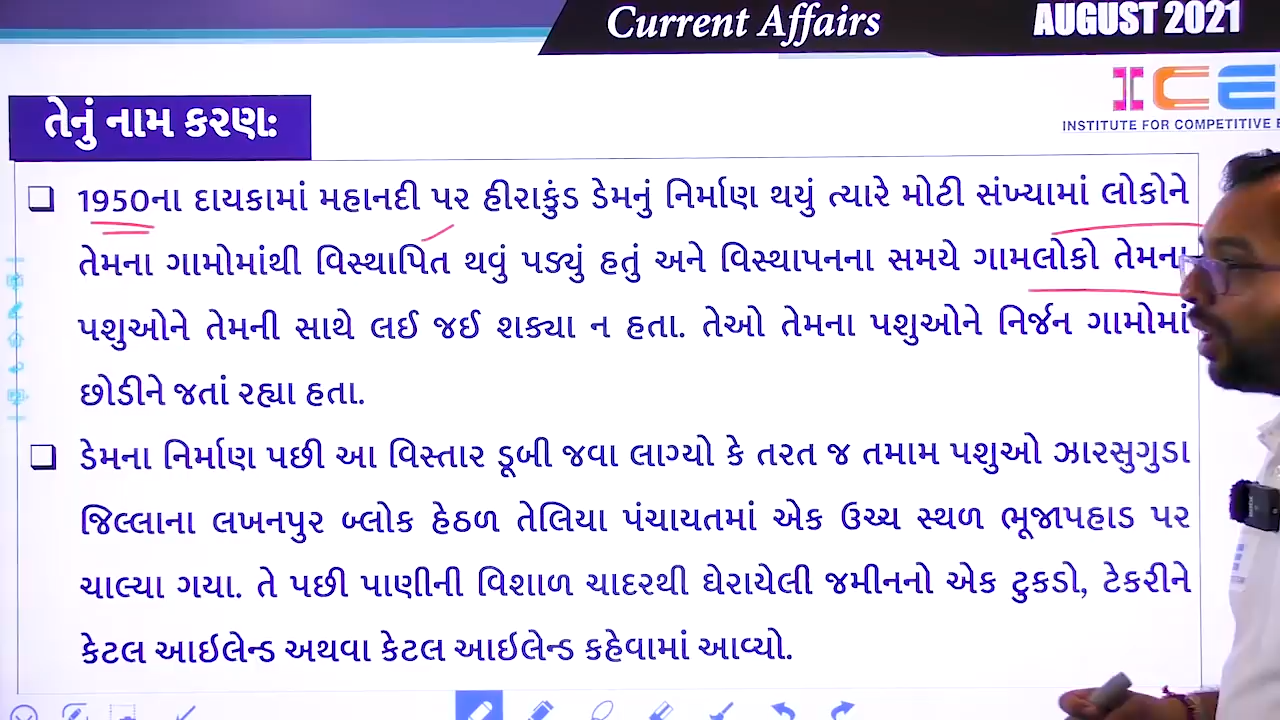 Current Affairs
AUGUST 2021
ICE
INSTITUTE FOR COMPETITIVE E
તેનું નામ કરણ:
1950ના દાયકામાં મહાનદી પર હીરાકુંડ ડેમનું નિર્માણ થયું ત્યારે મોટી સંખ્યામાં લોકોને
તેમના ગામોમાંથી વિસ્થાપિત થવું પડ્યું હતું અને વિસ્થાપનના સમયે ગામલોકો તેમના
પશુઓને તેમની સાથે લઈ જઈ શક્યા ન હતા. તેઓ તેમના પશુઓને નિર્જન ગામોમાં
છોડીને જતાં રહ્યા હતા.
ડેમના નિર્માણ પછી આ વિસ્તાર ડૂબી જવા લાગ્યો કે તરત જ તમામ પશુઓ ઝારસુગુડા
જિલ્લાના લખનપુર બ્લોક હેઠળ તેલિયા પંચાયતમાં એક ઉચ્ચ સ્થળ ભૂજાપહાડ પર
ચાલ્યા ગયા. તે પછી પાણીની વિશાળ ચાદરથી ઘેરાયેલી જમીનનો એક ટુકડો, ટેકરીને
કેટલ આઇલેન્ડ અથવા કેટલ આઇલેન્ડ કહેવામાં આવ્યો.